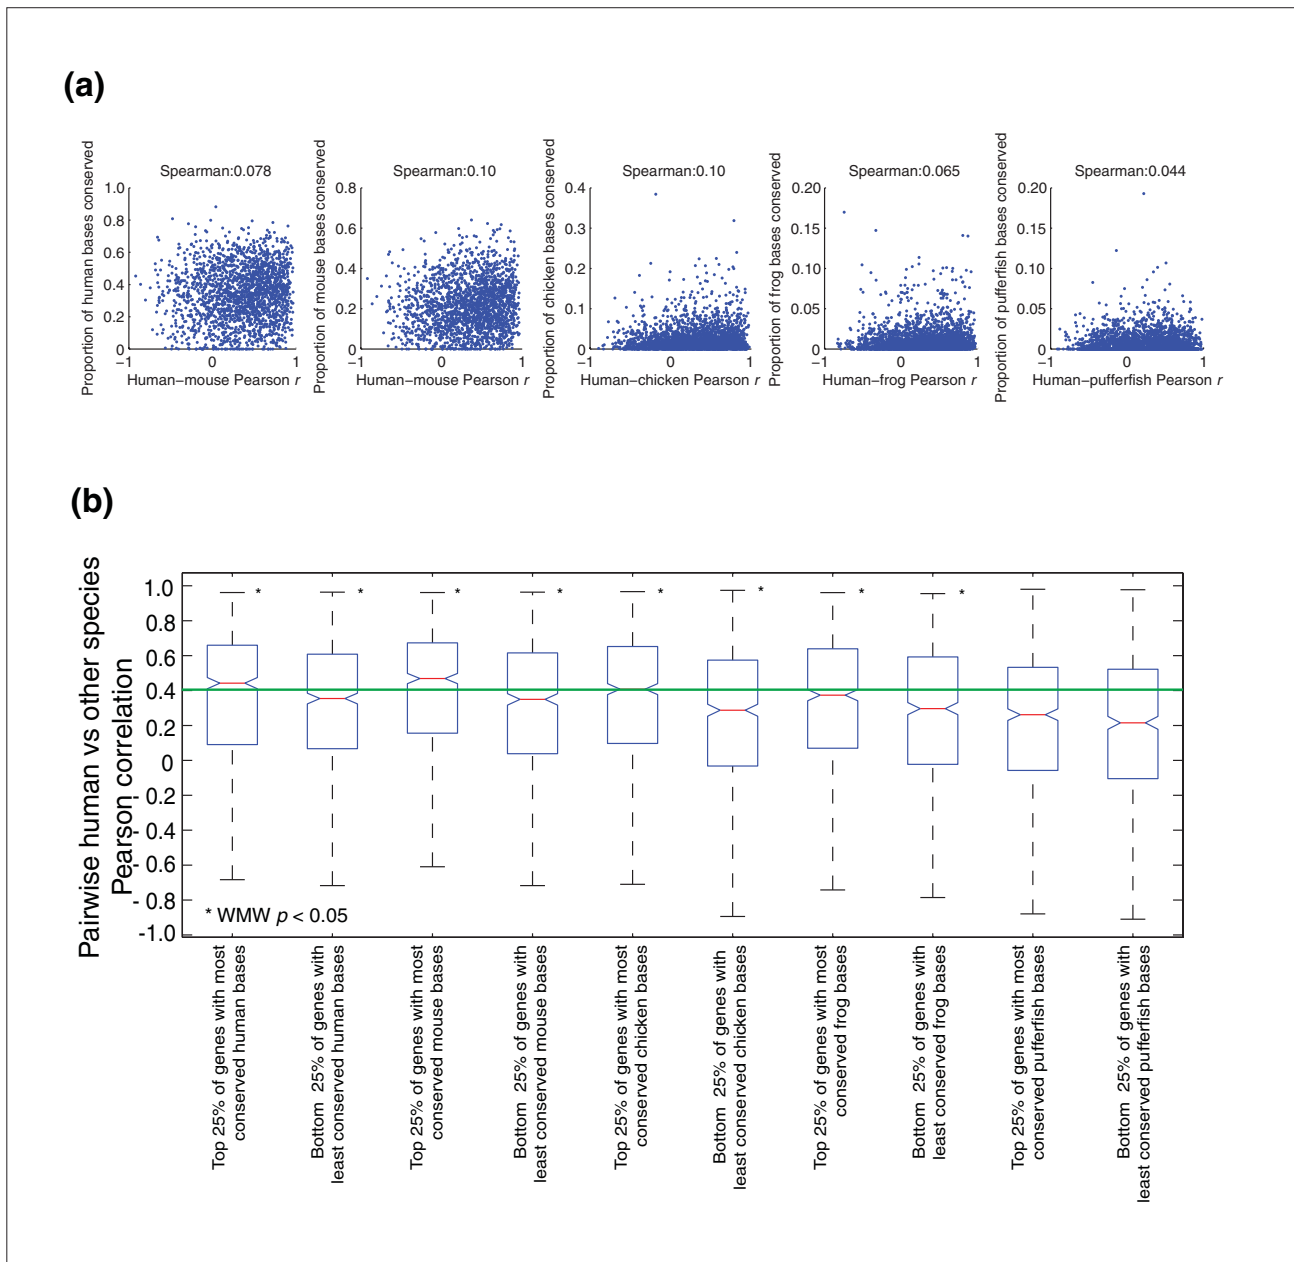 (a)
Spearman:0.078
Proportion of human bases conserved
1.0
0.8
0.6
0.4
0.2
0
−1
0
1
Human−mouse Pearson r
Spearman:0.10
Proportion of mouse bases conserved
0.8
0.6
0.4
0.2
0
−1
0
1
Human−mouse Pearson r
Spearman:0.10
Proportion of chicken bases conserved
0.4
0.3
0.2
0.1
0
−1
0
1
Human−chicken Pearson r
Spearman:0.065
Proportion of frog bases conserved
0.20
0.15
0.10
0.05
0
−1
0
1
Human−frog Pearson r
Spearman:0.044
Proportion of pufferfish bases conserved
0.20
0.15
0.10
0.05
0
−1
0
1
Human−pufferfish Pearson r
(b)
Pairwise human vs other species
Pearson correlation
1.0
0.8
0.6
0.4
0.2
0
- 0.2
- 0.4
- 0.6
- 0.8
-1.0
* * * * * * * *
* WMW p < 0.05
Top 25% of genes with most
conserved human bases
Bottom 25% of genes with
least conserved human bases
Top 25% of genes with most
conserved mouse bases
Bottom 25% of genes with
least conserved mouse bases
Top 25% of genes with most
conserved chicken bases
Bottom 25% of genes with
least conserved chicken bases
Top 25% of genes with most
conserved frog bases
Bottom 25% of genes with
least conserved frog bases
Top 25% of genes with most
conserved pufferfish bases
Bottom 25% of genes with
least conserved pufferfish bases